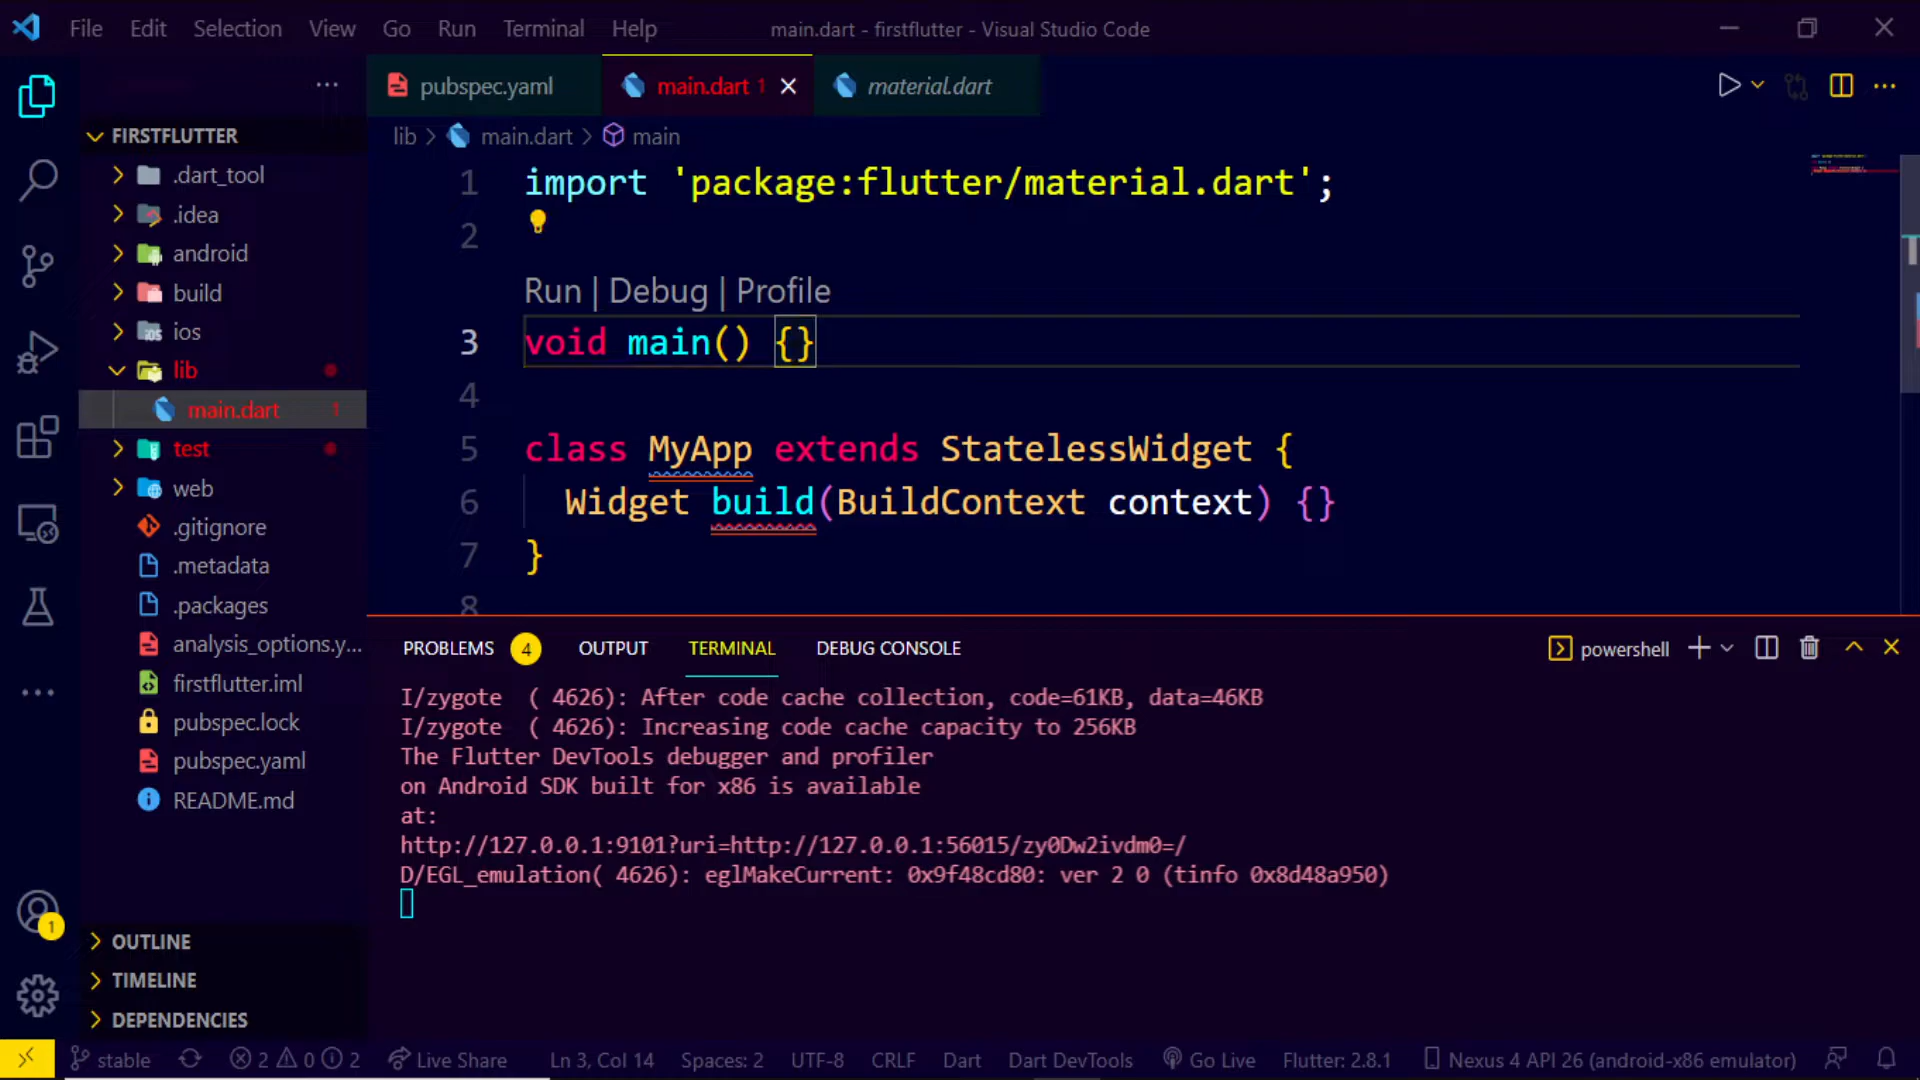 File Edit Selection View Go Run Terminal Help main.dart - firstflutter - Visual Studio Code
pubspec.yaml main.dart 1 material.dart
lib main.dart main
FIRSTFLUTTER
.dart_tool
.idea
android
build
ios
lib
main.dart 1
test
web
.gitignore
.metadata
.packages
analysis_options.y...
firstflutter.iml
pubspec.lock
pubspec.yaml
README.md
OUTLINE
TIMELINE
DEPENDENCIES
1 import 'package:flutter/material.dart';
2
Run | Debug | Profile
3 void main() {}
4
5 class MyApp extends StatelessWidget {
6 Widget build(BuildContext context) {}
7 }
8
PROBLEMS 4 OUTPUT TERMINAL DEBUG CONSOLE powershell
I/zygote  ( 4626): After code cache collection, code=61KB, data=46KB
I/zygote  ( 4626): Increasing code cache capacity to 256KB
The Flutter DevTools debugger and profiler
on Android SDK built for x86 is available
at:
http://127.0.0.1:9101?uri=http://127.0.0.1:56015/zy0Dw2ivdm0=/
D/EGL_emulation( 4626): eglMakeCurrent: 0x9f48cd80: ver 2 0 (tinfo 0x8d48a950)
1
stable 2 0 2 Live Share Ln 3, Col 14 Spaces: 2 UTF-8 CRLF Dart Dart DevTools Go Live Flutter: 2.8.1 Nexus 4 API 26 (android-x86 emulator)